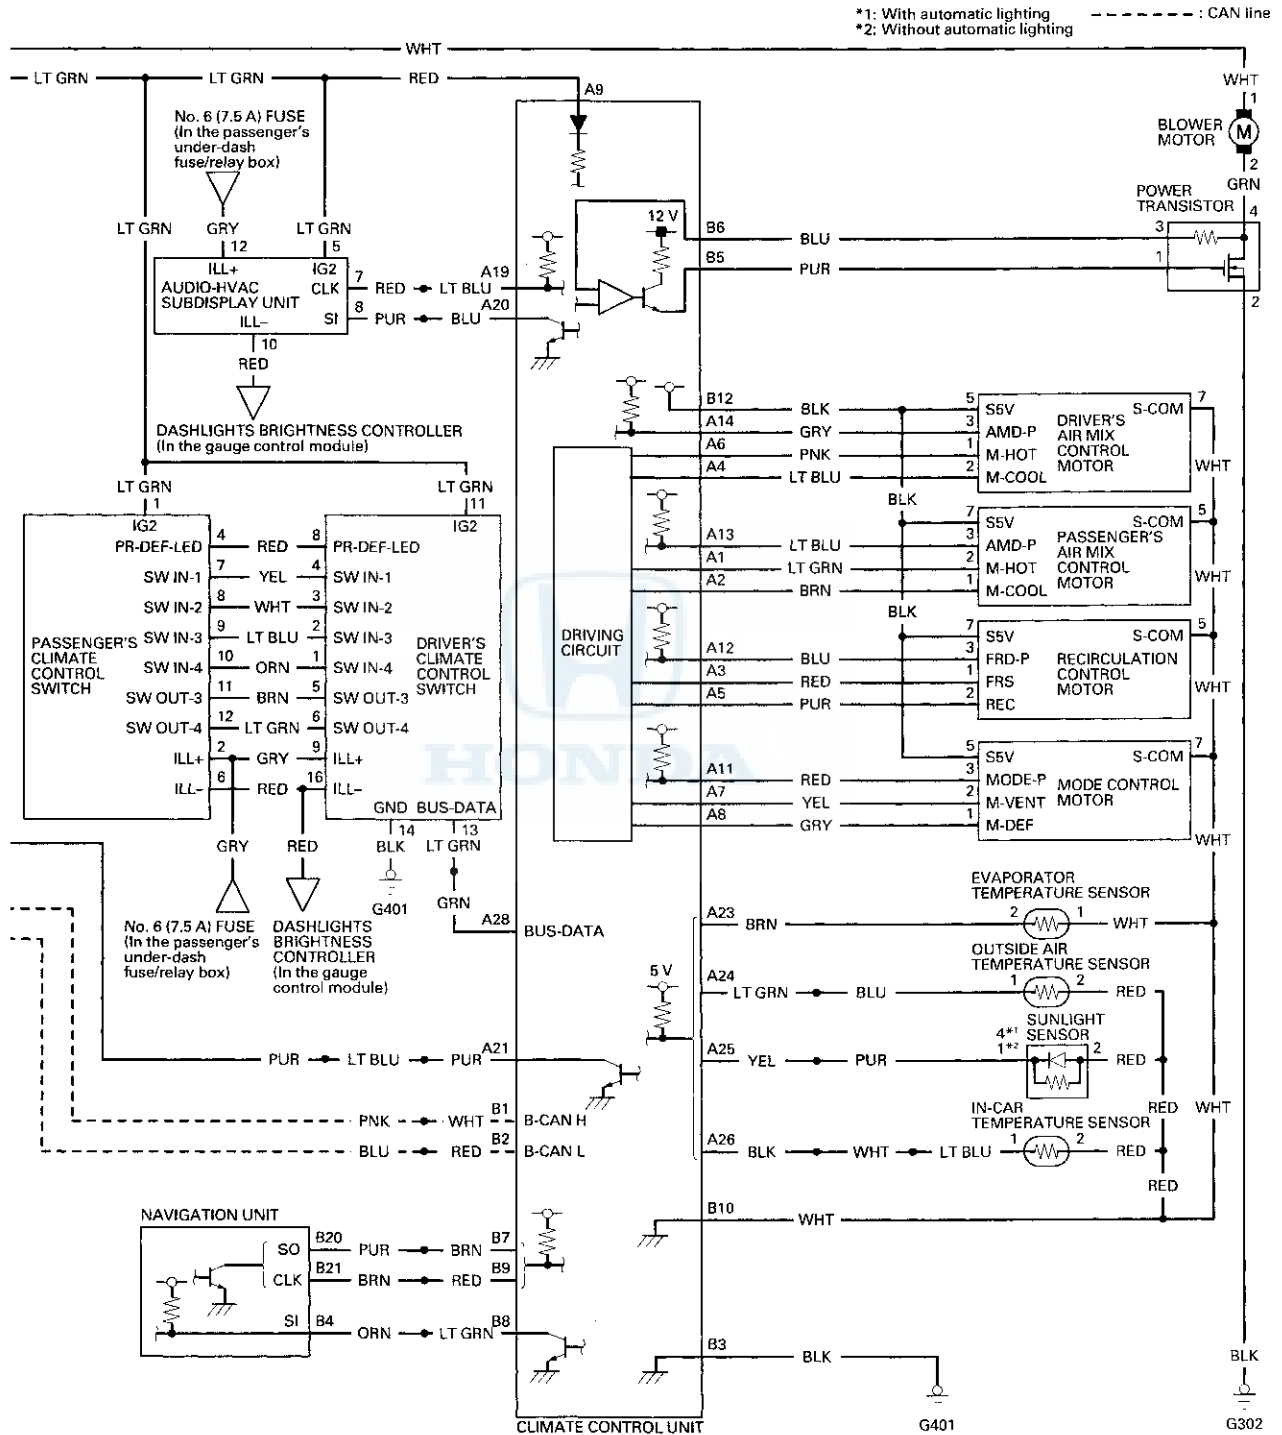 *1: With automatic lighting
*2: Without automatic lighting
: CAN line
WHT
LT GRN
LT GRN
RED
A9
No. 6 (7.5 A) FUSE
(In the passenger's
under-dash
fuse/relay box)
WHT
1
BLOWER
MOTOR
M
2
GRN
POWER
TRANSISTOR
4
3
1
2
LT GRN
GRY
LT GRN
12
5
ILL+
IG2
AUDIO-HVAC
SUBDISPLAY UNIT
CLK
SI
ILL–
7
RED
LT BLU
A19
8
PUR
BLU
A20
10
RED
12 V
B6
BLU
B5
PUR
DASHLIGHTS BRIGHTNESS CONTROLLER
(In the gauge control module)
LT GRN
1
LT GRN
11
B12
BLK
5
S5V
S-COM
7
A14
GRY
3
AMD-P
A6
PNK
1
M-HOT
A4
LT BLU
2
M-COOL
DRIVER'S
AIR MIX
CONTROL
MOTOR
WHT
BLK
7
S5V
S-COM
5
A13
LT BLU
3
AMD-P
A1
LT GRN
1
M-HOT
A2
BRN
2
M-COOL
PASSENGER'S
AIR MIX
CONTROL
MOTOR
WHT
BLK
7
S5V
S-COM
5
A12
BLU
3
FRD-P
A3
RED
1
FRS
A5
PUR
2
REC
RECIRCULATION
CONTROL
MOTOR
WHT
5
S5V
S-COM
7
A11
RED
3
MODE-P
A7
YEL
2
M-VENT
A8
GRY
1
M-DEF
MODE CONTROL
MOTOR
WHT
DRIVING
CIRCUIT
HONDA
IG2
IG2
PR-DEF-LED
4
RED
8
PR-DEF-LED
SW IN-1
7
YEL
4
SW IN-1
SW IN-2
8
WHT
3
SW IN-2
SW IN-3
9
LT BLU
2
SW IN-3
SW IN-4
10
ORN
1
SW IN-4
SW OUT-3
11
BRN
5
SW OUT-3
SW OUT-4
12
LT GRN
6
SW OUT-4
ILL+
2
GRY
9
ILL+
ILL–
6
RED
16
ILL–
PASSENGER'S
CLIMATE
CONTROL
SWITCH
DRIVER'S
CLIMATE
CONTROL
SWITCH
GND
BUS-DATA
14
13
BLK
LT GRN
GRY
RED
G401
GRN
A28
BUS-DATA
No. 6 (7.5 A) FUSE
(In the passenger's
under-dash
fuse/relay box)
DASHLIGHTS
BRIGHTNESS
CONTROLLER
(In the gauge
control module)
EVAPORATOR
TEMPERATURE SENSOR
A23
BRN
2
1
WHT
OUTSIDE AIR
TEMPERATURE SENSOR
5 V
A24
LT GRN
BLU
1
2
RED
SUNLIGHT
SENSOR
4*1
1*2
2
A25
YEL
PUR
RED
PUR
LT BLU
PUR
A21
RED
WHT
IN-CAR
TEMPERATURE SENSOR
PNK
WHT
B1
B-CAN H
BLU
RED
B2
B-CAN L
A26
BLK
WHT
LT BLU
1
2
RED
RED
B10
WHT
NAVIGATION UNIT
SO
B20
PUR
BRN
B7
CLK
B21
BRN
RED
B9
SI
B4
ORN
LT GRN
B8
B3
BLK
BLK
G401
G302
CLIMATE CONTROL UNIT